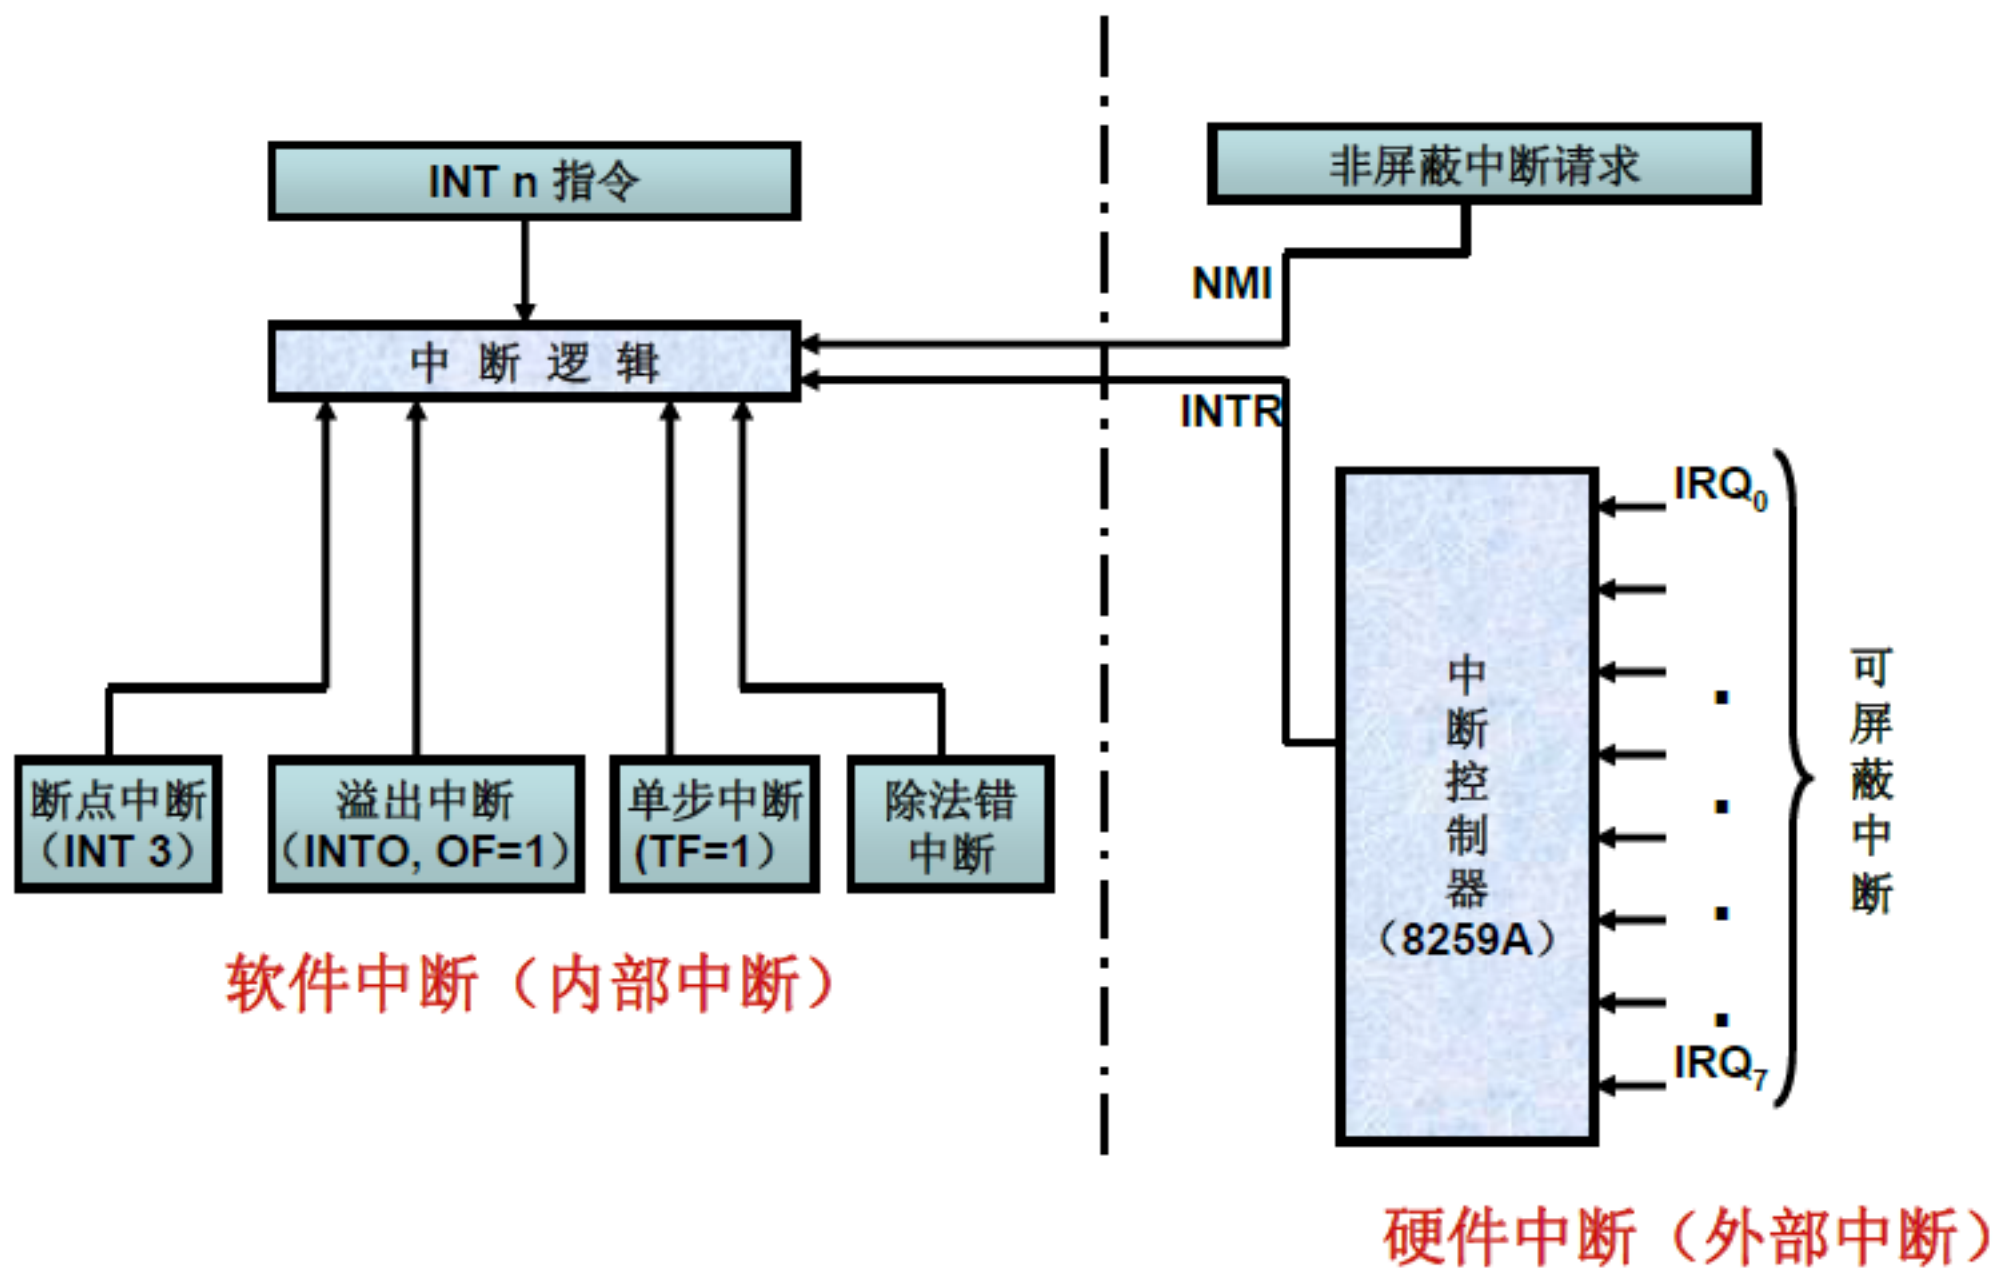 INT n 指令
非屏蔽中断请求
NMI
中断逻辑
INTR
IRQ0
中断控制器
（8259A）
可屏蔽中断
IRQ7
断点中断
（INT 3）
溢出中断
（INTO, OF=1）
单步中断
(TF=1）
除法错
中断
软件中断（内部中断）
硬件中断（外部中断）